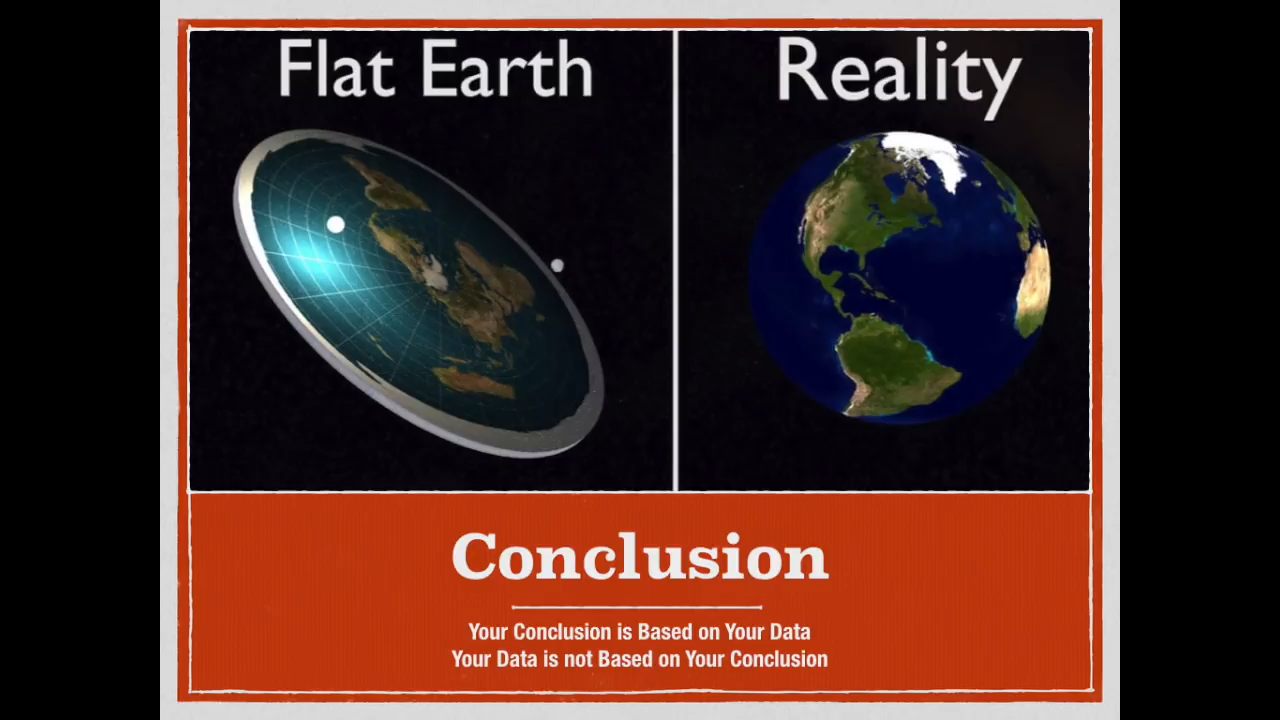 Flat Earth
Reality
Conclusion
Your Conclusion is Based on Your Data
Your Data is not Based on Your Conclusion